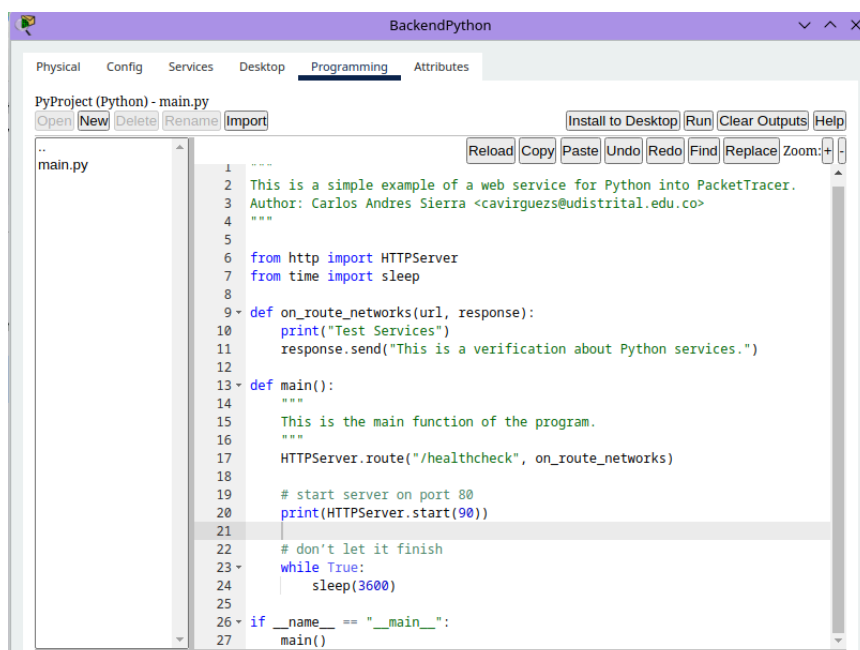 BackendPython
Physical Config Services Desktop Programming Attributes
PyProject (Python) - main.py
Open New Delete Rename Import Install to Desktop Run Clear Outputs Help
.. Reload Copy Paste Undo Redo Find Replace Zoom: + -
main.py
1 """
2 This is a simple example of a web service for Python into PacketTracer.
3 Author: Carlos Andres Sierra <cavirguezs@udistrital.edu.co>
4 """
5
6 from http import HTTPServer
7 from time import sleep
8
9 def on_route_networks(url, response):
10 print("Test Services")
11 response.send("This is a verification about Python services.")
12
13 def main():
14 """
15 This is the main function of the program.
16 """
17 HTTPServer.route("/healthcheck", on_route_networks)
18
19 # start server on port 80
20 print(HTTPServer.start(90))
21
22 # don't let it finish
23 while True:
24 sleep(3600)
25
26 if __name__ == "__main__":
27 main()